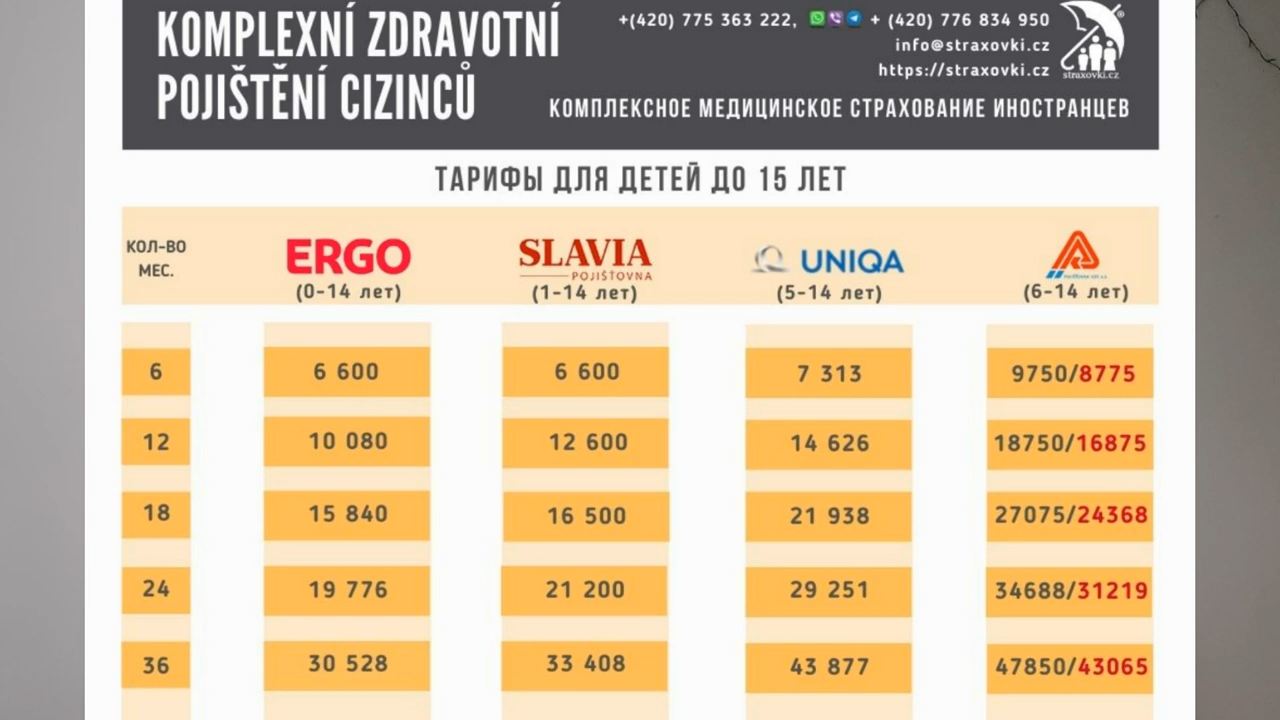 KOMPLEXNÍ ZDRAVOTNÍ
POJIŠTĚNÍ CIZINCŮ
+(420) 775 363 222, + (420) 776 834 950
info@straxovki.cz
https://straxovki.cz
straxovki.cz
КОМПЛЕКСНОЕ МЕДИЦИНСКОЕ СТРАХОВАНИЕ ИНОСТРАНЦЕВ
ТАРИФЫ ДЛЯ ДЕТЕЙ ДО 15 ЛЕТ
КОЛ-ВО
МЕС.
ERGO
(0-14 лет)
SLAVIA
POJIŠŤOVNA
(1-14 лет)
UNIQA
(5-14 лет)
(6-14 лет)
6 6 600 6 600 7 313 9750/8775
12 10 080 12 600 14 626 18750/16875
18 15 840 16 500 21 938 27075/24368
24 19 776 21 200 29 251 34688/31219
36 30 528 33 408 43 877 47850/43065